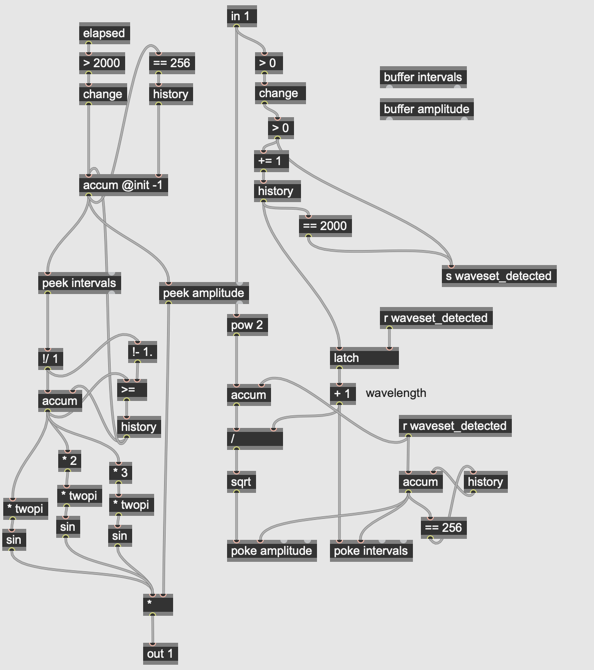 in 1
elapsed
> 2000
== 256
> 0
buffer intervals
change
history
change
buffer amplitude
> 0
+= 1
accum @init -1
history
== 2000
s waveset_detected
peek intervals
peek amplitude
r waveset_detected
pow 2
!/ 1
!- 1.
latch
>=
accum
accum
+ 1
wavelength
history
r waveset_detected
/
* 2
* 3
sqrt
accum
history
* twopi
* twopi
* twopi
sin
sin
sin
== 256
poke amplitude
poke intervals
*
out 1